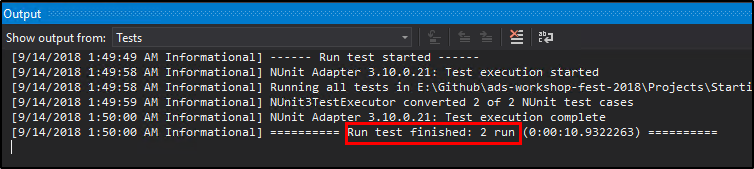 Output
Show output from: Tests
[9/14/2018 1:49:49 AM Informational] ------ Run test started ------
[9/14/2018 1:49:58 AM Informational] NUnit Adapter 3.10.0.21: Test execution started
[9/14/2018 1:49:58 AM Informational] Running all tests in E:\Github\ads-workshop-fest-2018\Projects\Starti
[9/14/2018 1:49:59 AM Informational] NUnit3TestExecutor converted 2 of 2 NUnit test cases
[9/14/2018 1:50:00 AM Informational] NUnit Adapter 3.10.0.21: Test execution complete
[9/14/2018 1:50:00 AM Informational] ========== Run test finished: 2 run (0:00:10.9322263) ==========